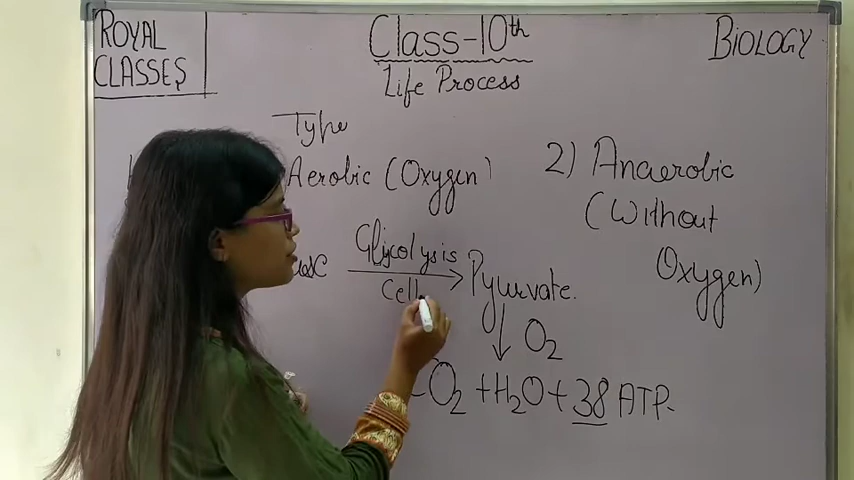 ROYAL
CLASSES
Class-10th
Life Process
BIOLOGY
Type
Aerobic (Oxygen)
2) Anaerobic
(Without
Oxygen)
Glycolysis
Cell
Pyurvate.
O2
O2 + H2O + 38 ATP.